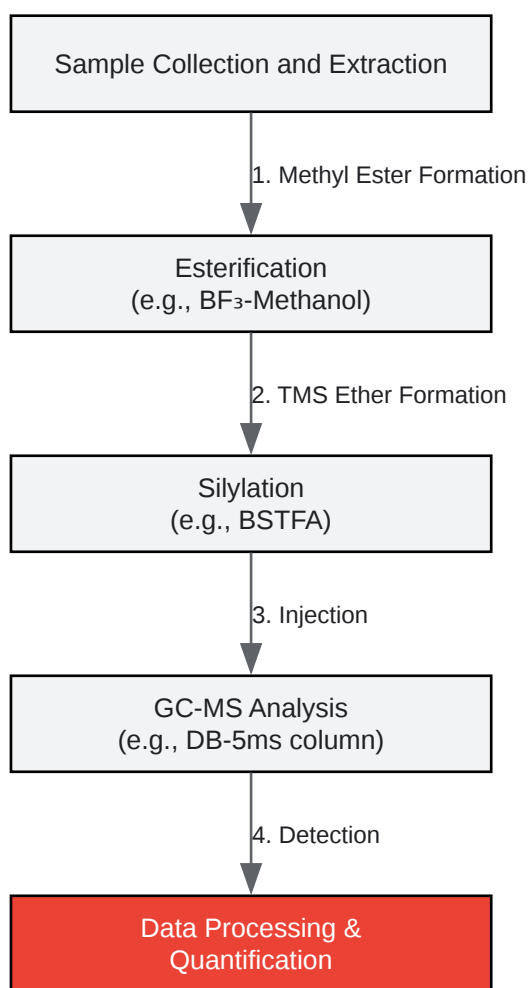 Sample Collection and Extraction
1. Methyl Ester Formation
Esterification
(e.g., BF₃-Methanol)
2. TMS Ether Formation
Silylation
(e.g., BSTFA)
3. Injection
GC-MS Analysis
(e.g., DB-5ms column)
4. Detection
Data Processing &
Quantification